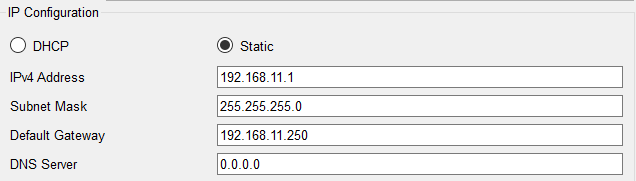 IP Configuration
DHCP Static
IPv4 Address 192.168.11.1
Subnet Mask 255.255.255.0
Default Gateway 192.168.11.250
DNS Server 0.0.0.0